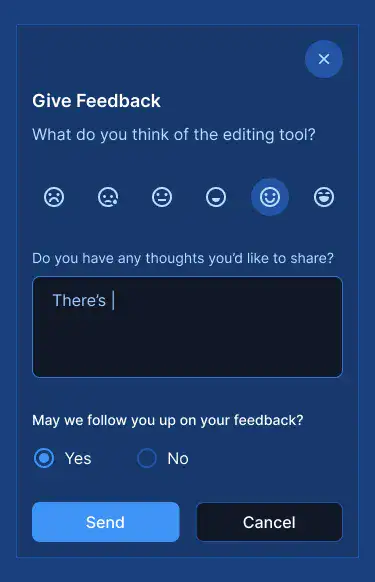 Give Feedback
What do you think of the editing tool?
Do you have any thoughts you’d like to share?
There’s
May we follow you up on your feedback?
Yes No
Send Cancel